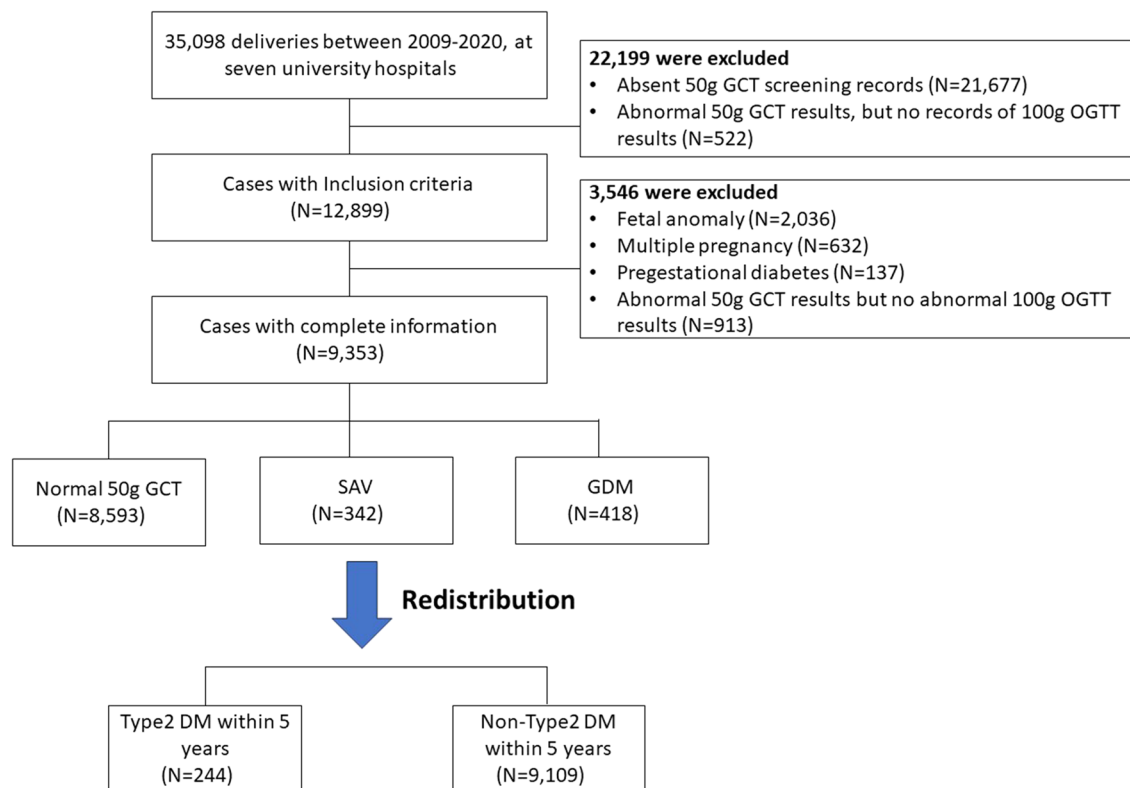 35,098 deliveries between 2009-2020, at
seven university hospitals
22,199 were excluded
• Absent 50g GCT screening records (N=21,677)
• Abnormal 50g GCT results, but no records of 100g OGTT
results (N=522)
Cases with Inclusion criteria
(N=12,899)
3,546 were excluded
• Fetal anomaly (N=2,036)
• Multiple pregnancy (N=632)
• Pregestational diabetes (N=137)
• Abnormal 50g GCT results but no abnormal 100g OGTT
results (N=913)
Cases with complete information
(N=9,353)
Normal 50g GCT
(N=8,593)
SAV
(N=342)
GDM
(N=418)
Redistribution
Type2 DM within 5
years
(N=244)
Non-Type2 DM
within 5 years
(N=9,109)